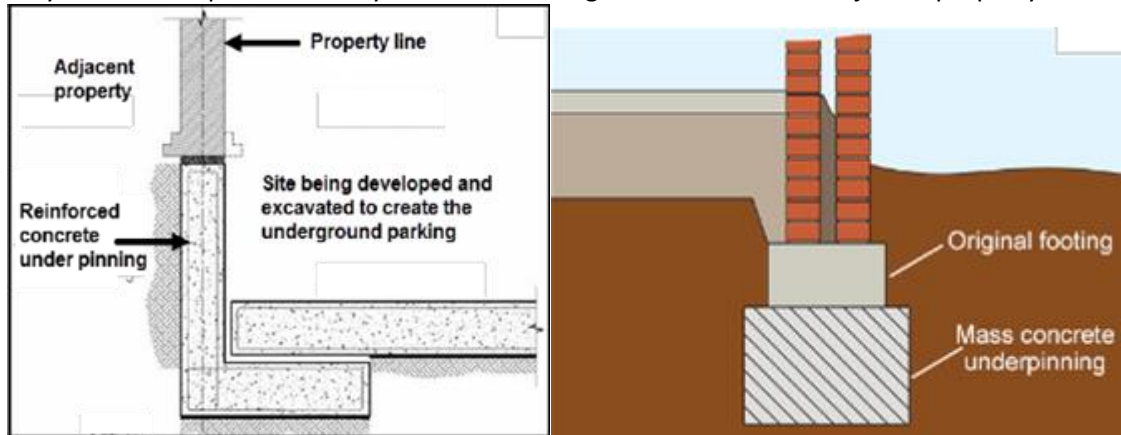 Property line
Adjacent
property
Site being developed and
excavated to create the
underground parking
Reinforced
concrete
under pinning
Original footing
Mass concrete
underpinning